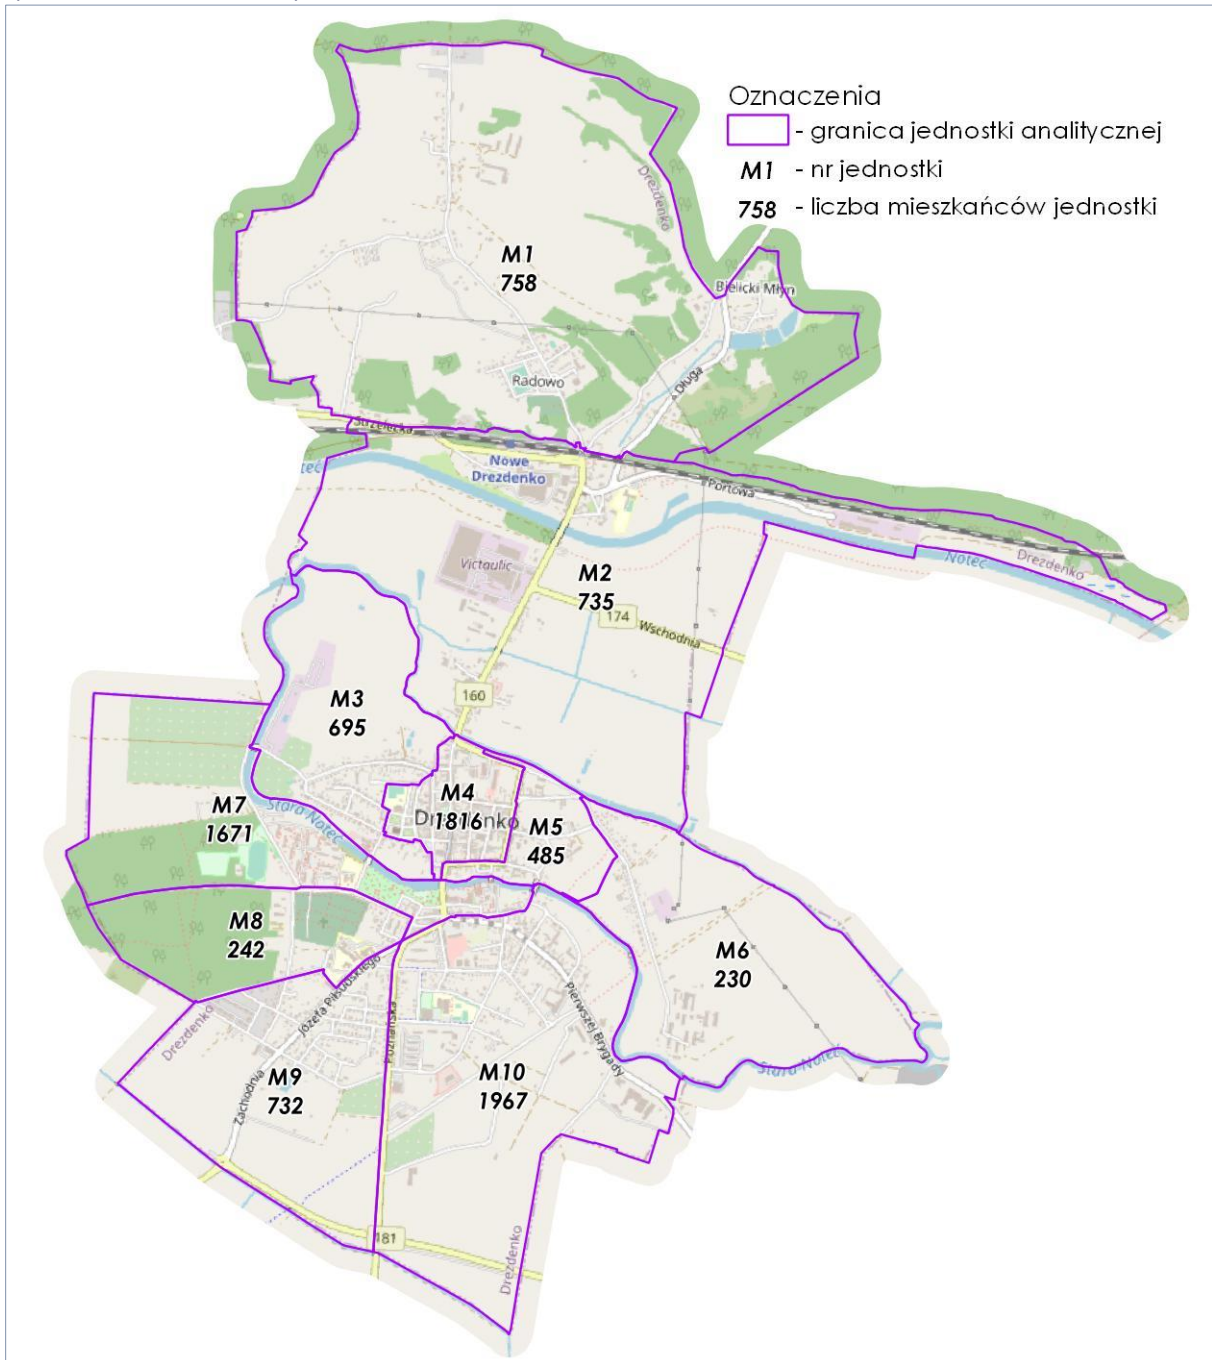 Oznaczenia
- granica jednostki analitycznej
M1 - nr jednostki
758 - liczba mieszkańców jednostki
Drezdenko
M1
758
Bielicki Młyn
Radowo
Długa
Strzelecka
Nowe
Drezdenko
Portowa
Noteć
Drezdenko
Victaulic
M2
735
174
Wschodnia
160
M3
695
M4
1816
Drezdenko
M5
485
M7
1671
Stara Noteć
M8
242
M6
230
Józefa Piłsudskiego
Drezdenko
Poznańska
Pierwszej Brygady
Stara Noteć
M9
732
Zachodnia
M10
1967
181
Drezdenko